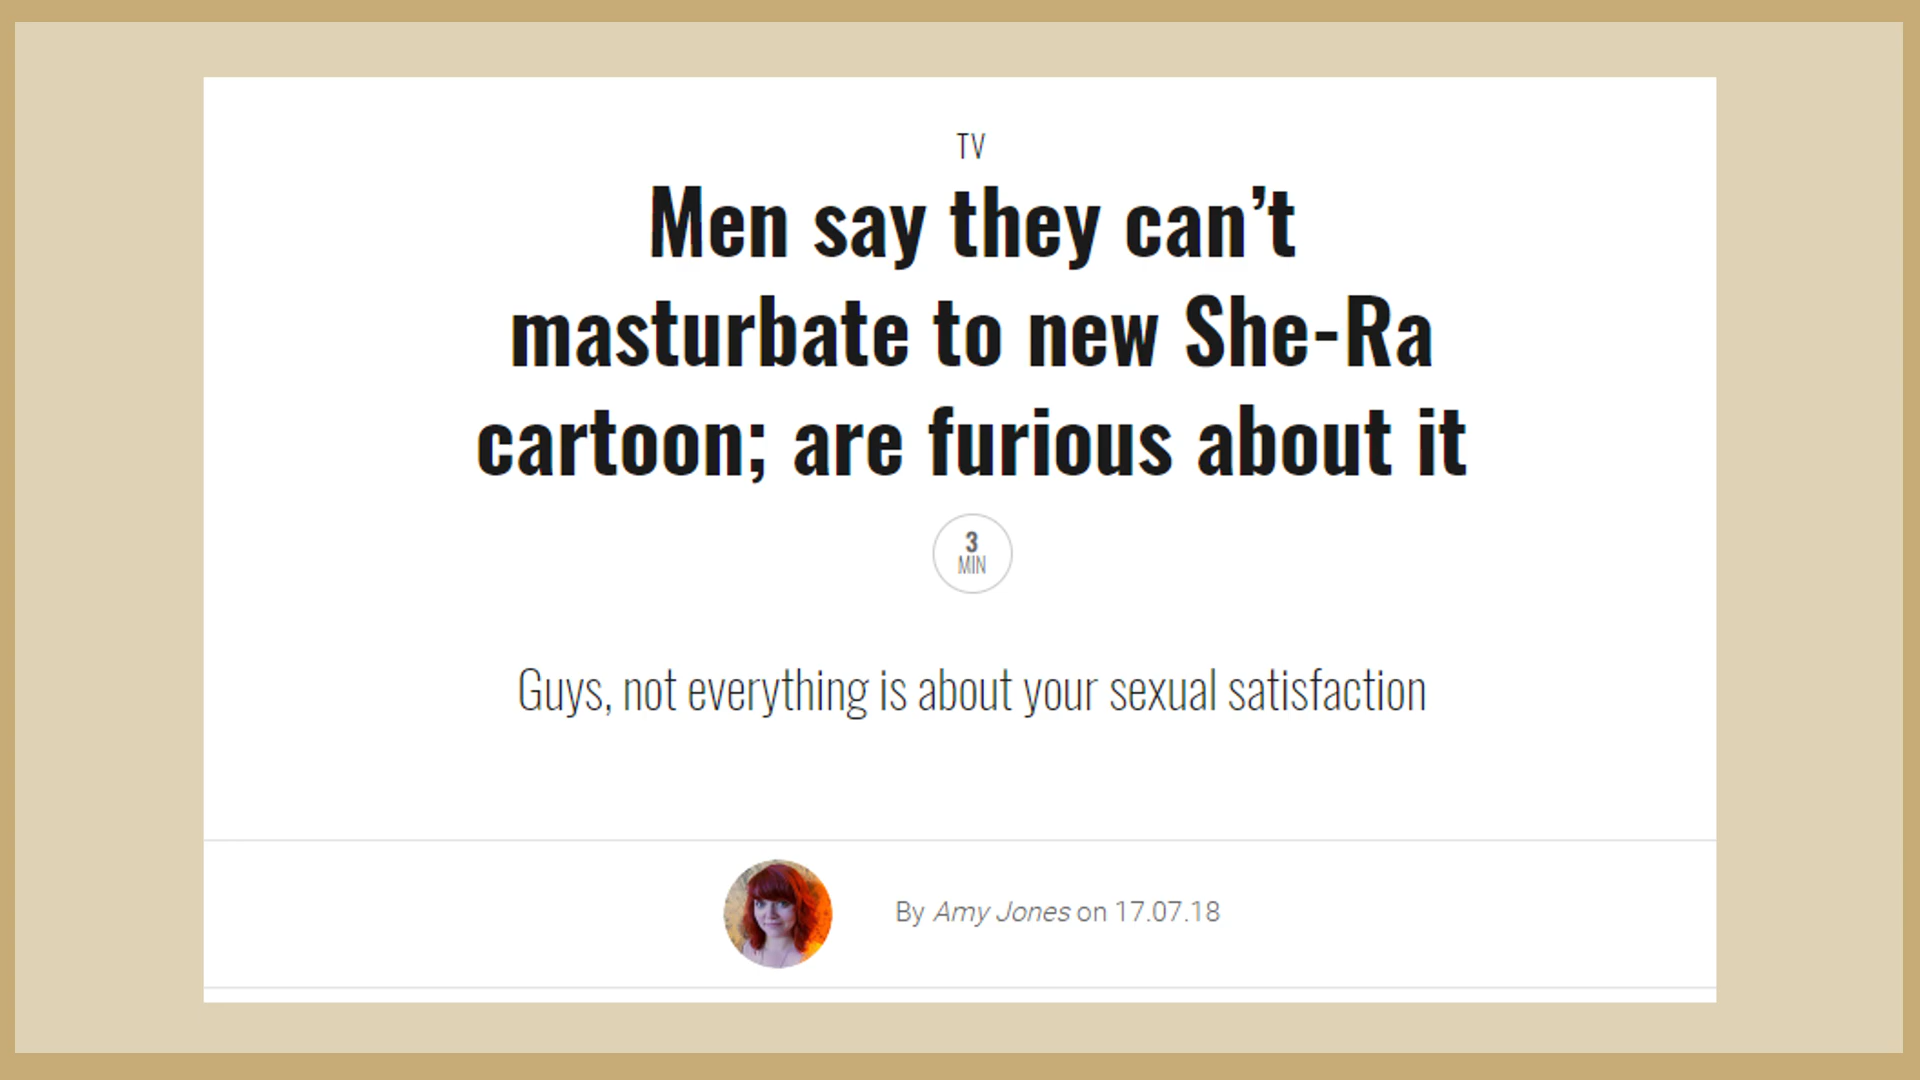 TV
Men say they can’t
masturbate to new She-Ra
cartoon; are furious about it
3
MIN
Guys, not everything is about your sexual satisfaction
By Amy Jones on 17.07.18